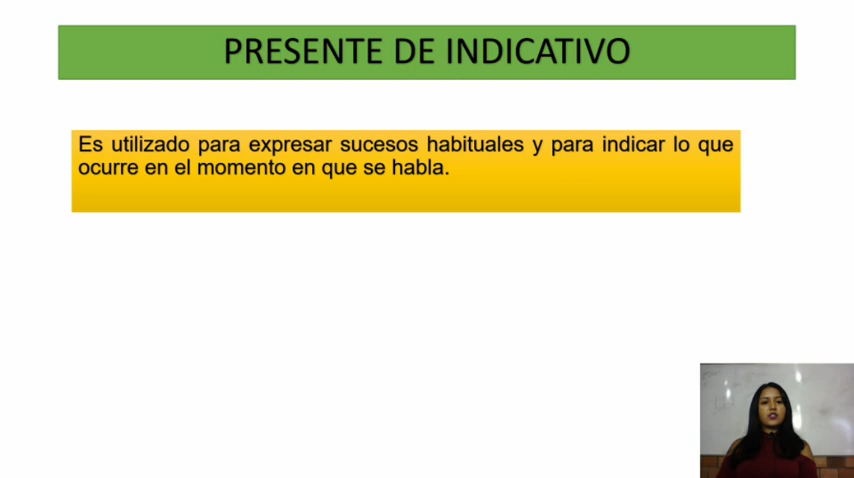 PRESENTE DE INDICATIVO
Es utilizado para expresar sucesos habituales y para indicar lo que
ocurre en el momento en que se habla.